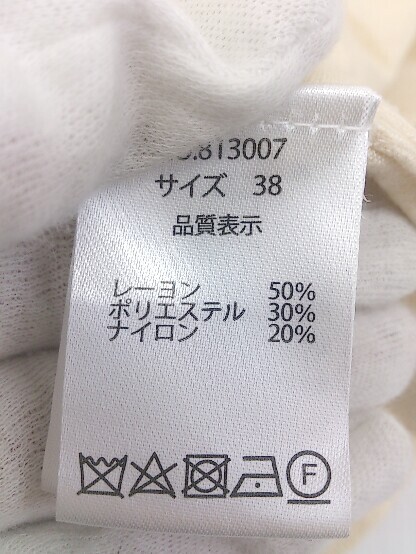 .813007
サイズ 38
品質表示
レーヨン 50%
ポリエステル 30%
ナイロン 20%
F